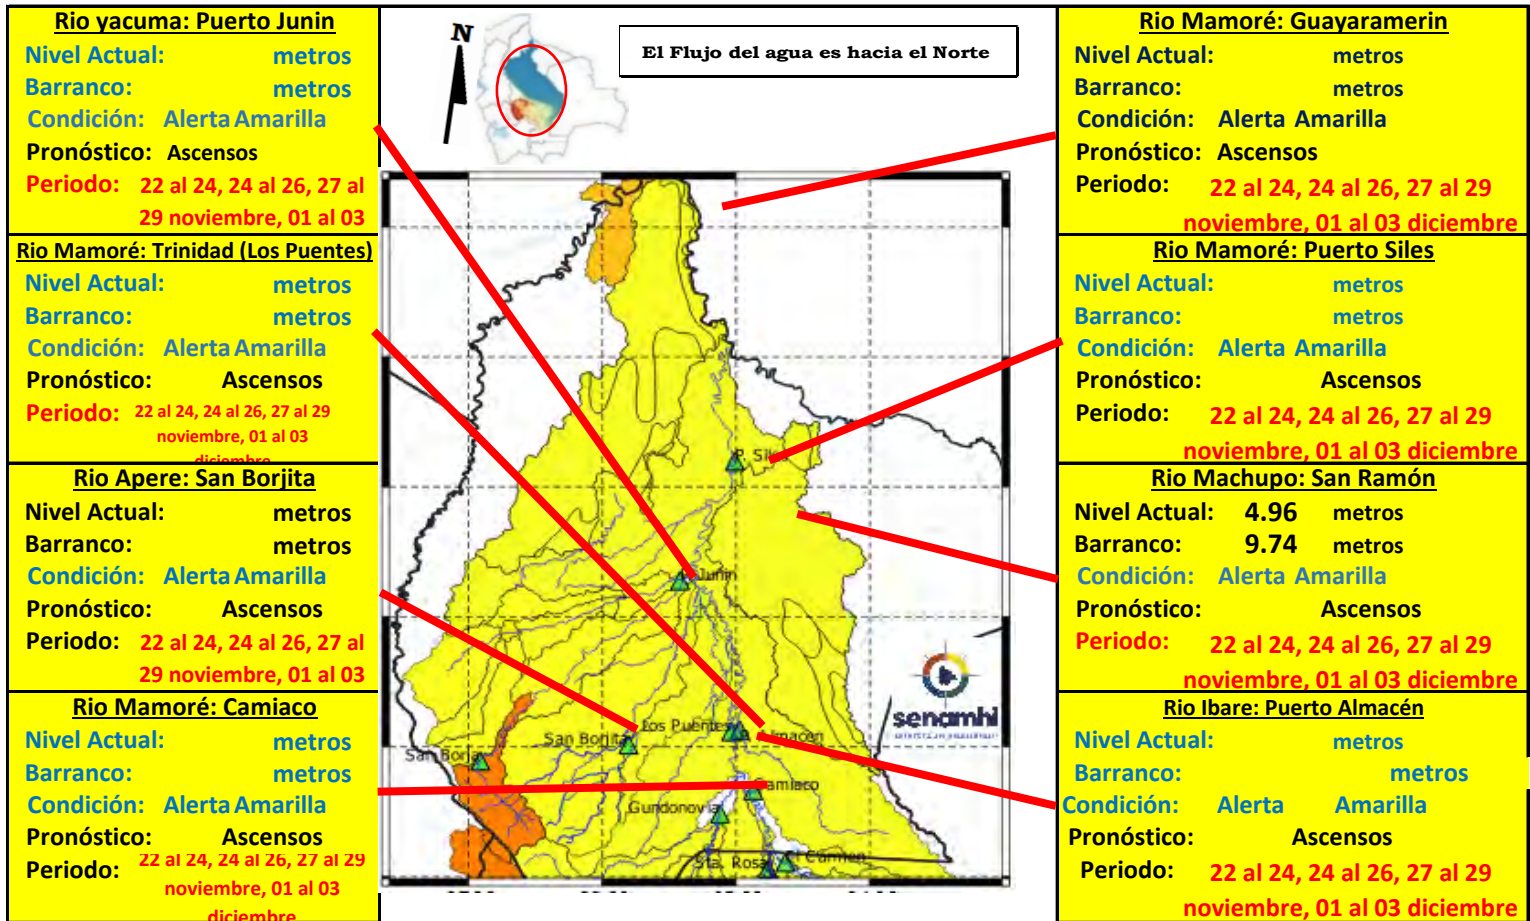 Rio yacuma: Puerto Junin
Nivel Actual: metros
Barranco: metros
Condición: Alerta Amarilla
Pronóstico: Ascensos
Periodo: 22 al 24, 24 al 26, 27 al
29 noviembre, 01 al 03
Rio Mamoré: Trinidad (Los Puentes)
Nivel Actual: metros
Barranco: metros
Condición: Alerta Amarilla
Pronóstico: Ascensos
Periodo: 22 al 24, 24 al 26, 27 al 29
noviembre, 01 al 03
diciembre
Rio Apere: San Borjita
Nivel Actual: metros
Barranco: metros
Condición: Alerta Amarilla
Pronóstico: Ascensos
Periodo: 22 al 24, 24 al 26, 27 al
29 noviembre, 01 al 03
Rio Mamoré: Camiaco
Nivel Actual: metros
Barranco: metros
Condición: Alerta Amarilla
Pronóstico: Ascensos
Periodo: 22 al 24, 24 al 26, 27 al 29
noviembre, 01 al 03
diciembre
N
El Flujo del agua es hacia el Norte
P. Siles
Junin
Los Puentes
P. Almacen
San Borjita
San Borja
Camiaco
Gundonovia
Sta. Rosa
El Carmen
senamhi
Rio Mamoré: Guayaramerin
Nivel Actual: metros
Barranco: metros
Condición: Alerta Amarilla
Pronóstico: Ascensos
Periodo: 22 al 24, 24 al 26, 27 al 29
noviembre, 01 al 03 diciembre
Rio Mamoré: Puerto Siles
Nivel Actual: metros
Barranco: metros
Condición: Alerta Amarilla
Pronóstico: Ascensos
Periodo: 22 al 24, 24 al 26, 27 al 29
noviembre, 01 al 03 diciembre
Rio Machupo: San Ramón
Nivel Actual: 4.96 metros
Barranco: 9.74 metros
Condición: Alerta Amarilla
Pronóstico: Ascensos
Periodo: 22 al 24, 24 al 26, 27 al 29
noviembre, 01 al 03 diciembre
Rio Ibare: Puerto Almacén
Nivel Actual: metros
Barranco: metros
Condición: Alerta Amarilla
Pronóstico: Ascensos
Periodo: 22 al 24, 24 al 26, 27 al 29
noviembre, 01 al 03 diciembre